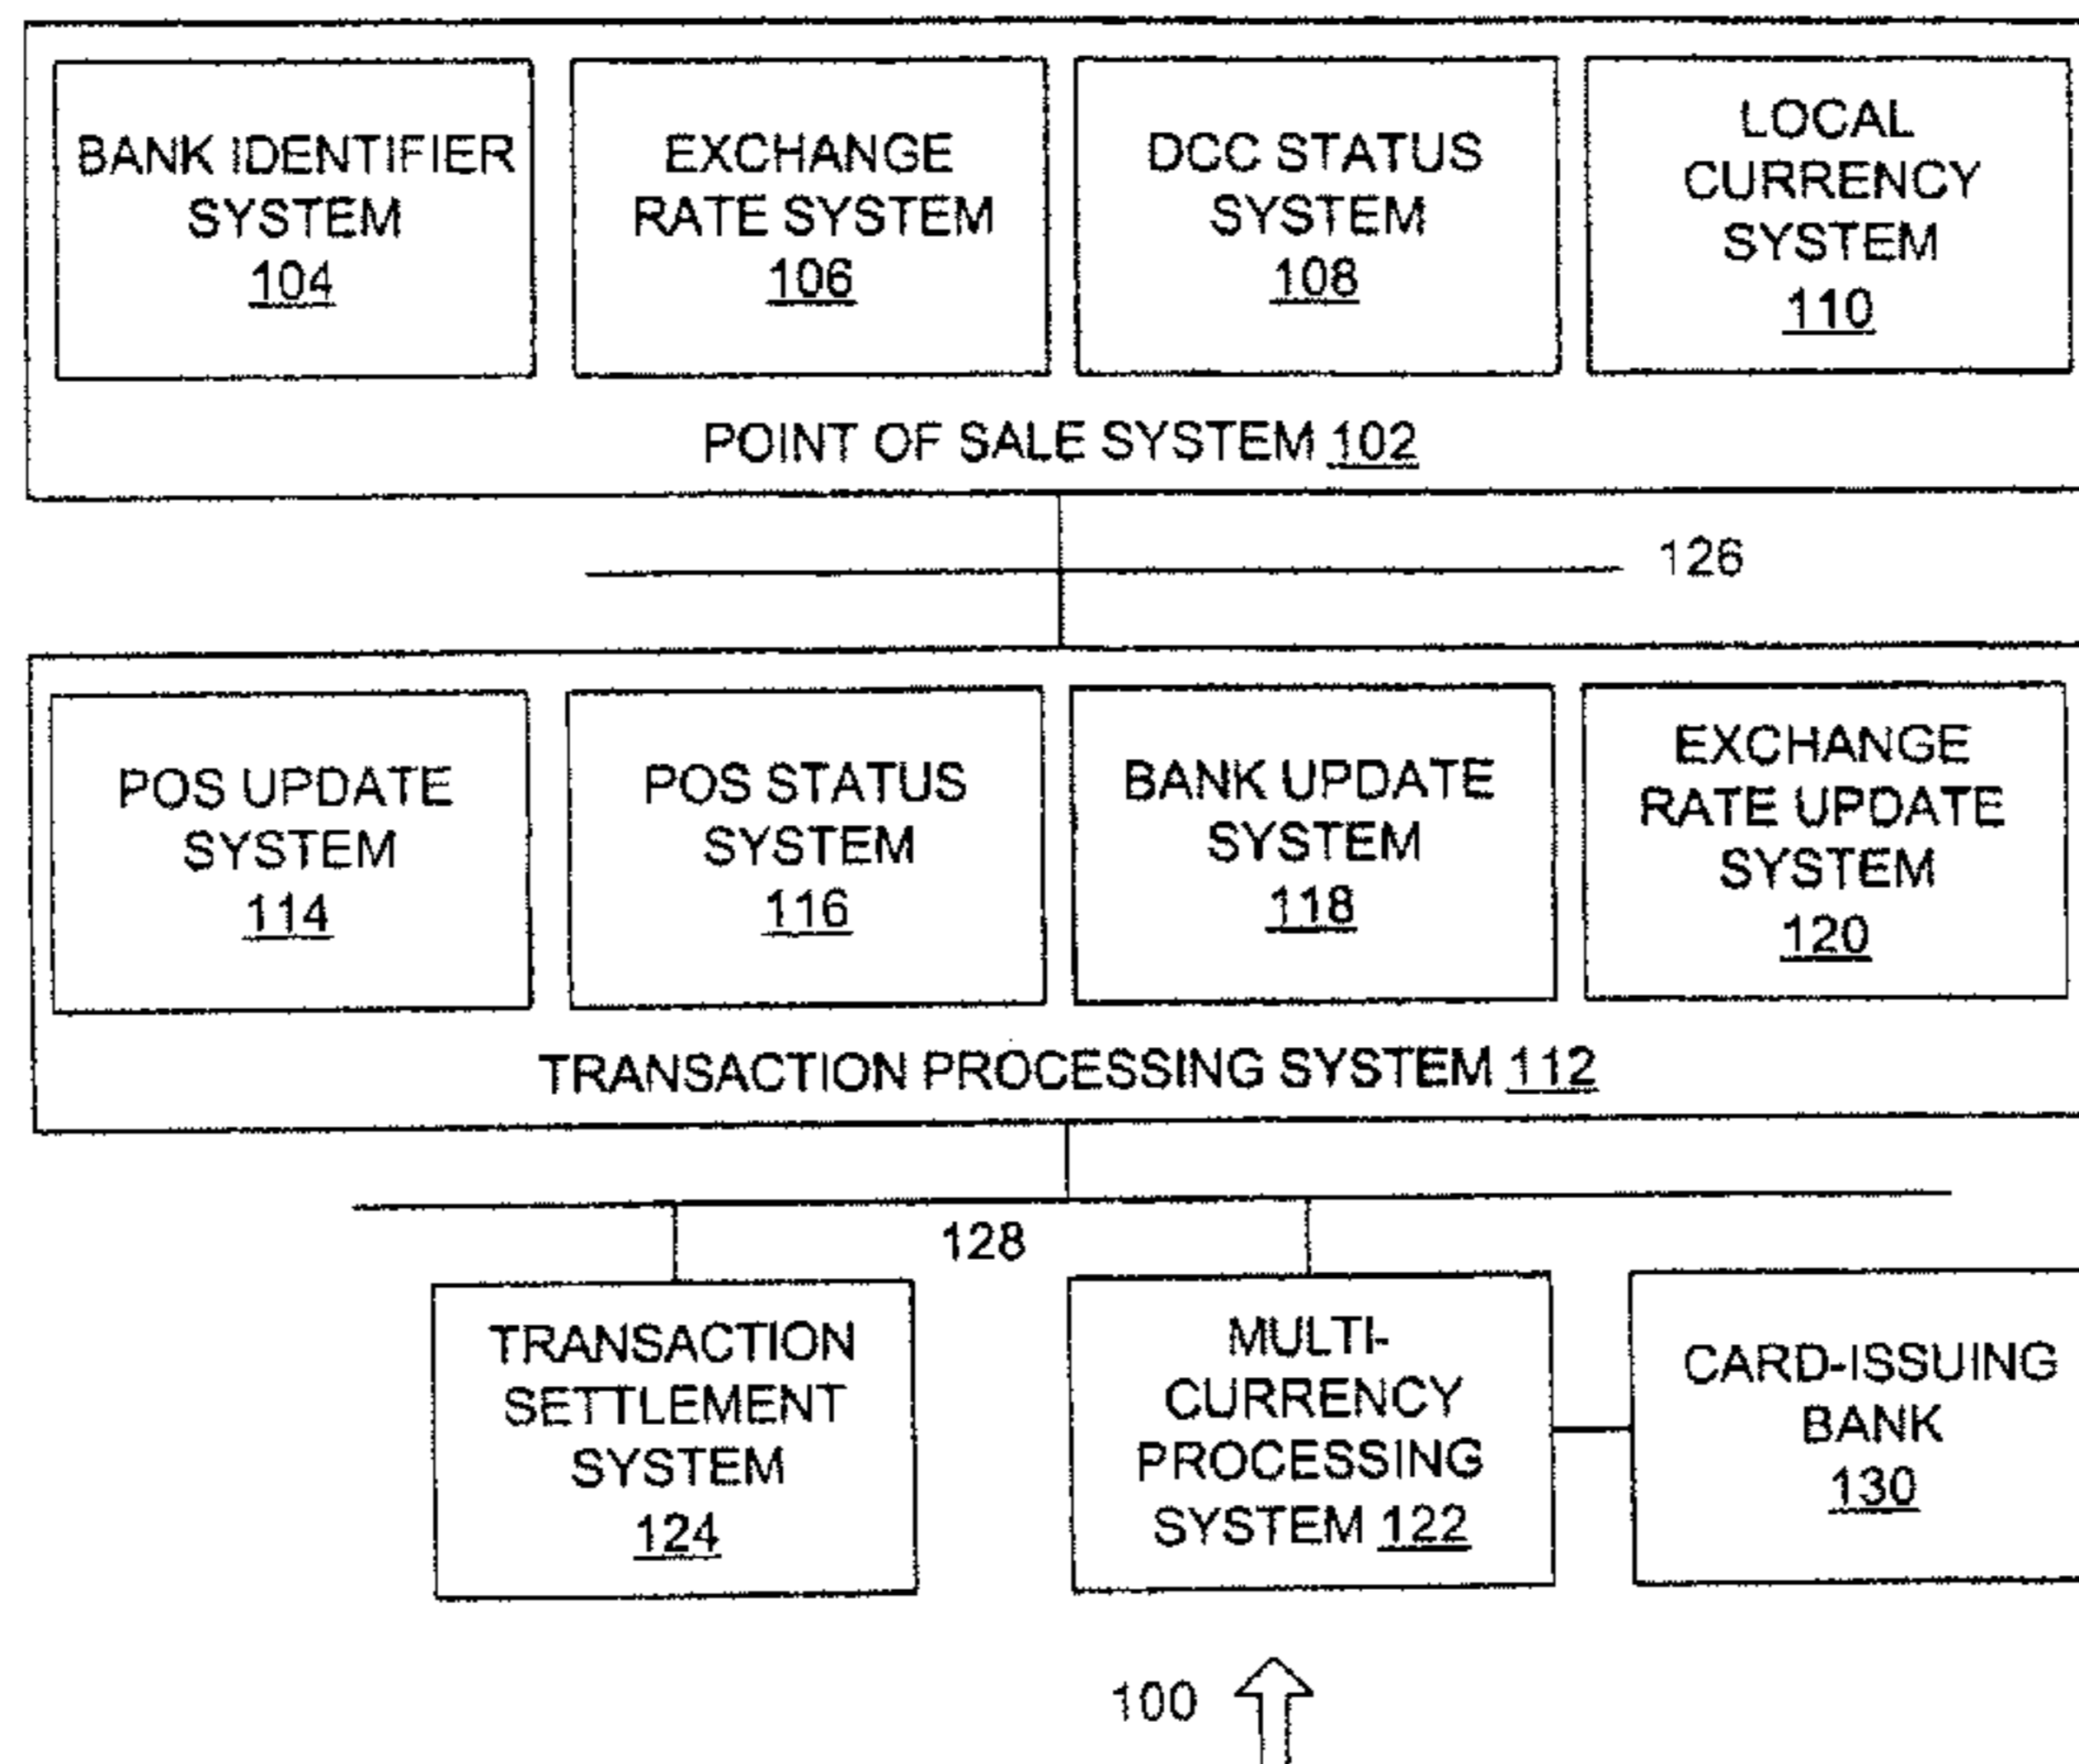 BANK IDENTIFIER
SYSTEM
104
EXCHANGE
RATE SYSTEM
106
DCC STATUS
SYSTEM
108
LOCAL
CURRENCY
SYSTEM
110
POINT OF SALE SYSTEM 102
126
POS UPDATE
SYSTEM
114
POS STATUS
SYSTEM
116
BANK UPDATE
SYSTEM
118
EXCHANGE
RATE UPDATE
SYSTEM
120
TRANSACTION PROCESSING SYSTEM 112
128
TRANSACTION
SETTLEMENT
SYSTEM
124
MULTI-
CURRENCY
PROCESSING
SYSTEM 122
CARD-ISSUING
BANK
130
100